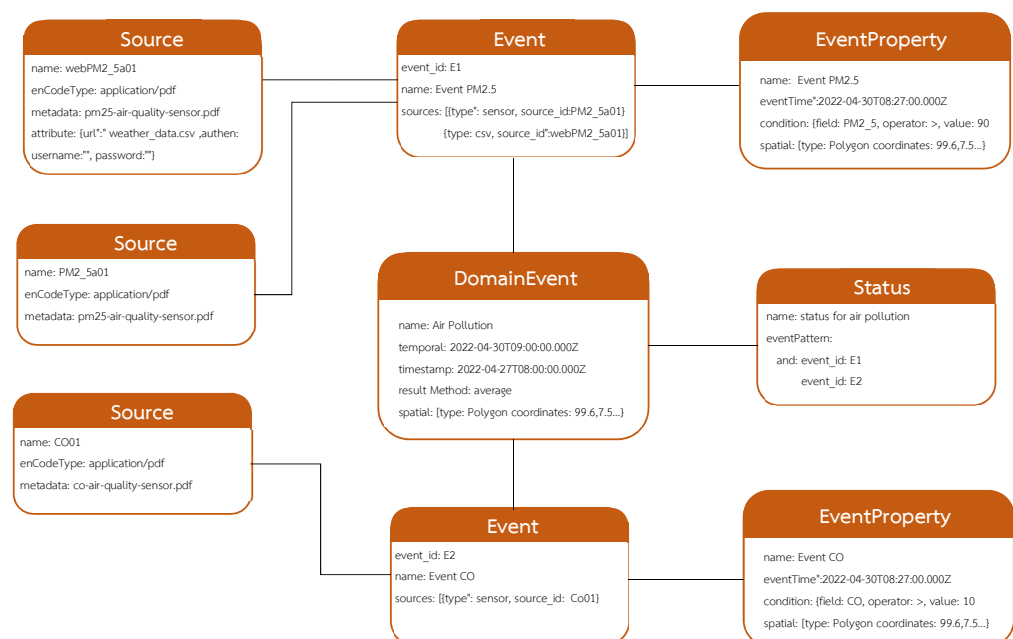 Source
name: webPM2_5a01
enCodeType: application/pdf
metadata: pm25-air-quality-sensor.pdf
attribute: {url":" weather_data.csv ,authen:
username:"", password:""}
Event
event_id: E1
name: Event PM2.5
sources: [{type": sensor, source_id:PM2_5a01}
{type: csv, source_id":webPM2_5a01}]
EventProperty
name: Event PM2.5
eventTime":2022-04-30T08:27:00.000Z
condition: {field: PM2_5, operator: >, value: 90
spatial: [type: Polygon coordinates: 99.6,7.5...}
Source
name: PM2_5a01
enCodeType: application/pdf
metadata: pm25-air-quality-sensor.pdf
DomainEvent
name: Air Pollution
temporal: 2022-04-30T09:00:00.000Z
timestamp: 2022-04-27T08:00:00.000Z
result Method: average
spatial: [type: Polygon coordinates: 99.6,7.5...}
Status
name: status for air pollution
eventPattern:
and: event_id: E1
event_id: E2
Source
name: CO01
enCodeType: application/pdf
metadata: co-air-quality-sensor.pdf
Event
event_id: E2
name: Event CO
sources: [{type": sensor, source_id: Co01}
EventProperty
name: Event CO
eventTime":2022-04-30T08:27:00.000Z
condition: {field: CO, operator: >, value: 10
spatial: [type: Polygon coordinates: 99.6,7.5...}